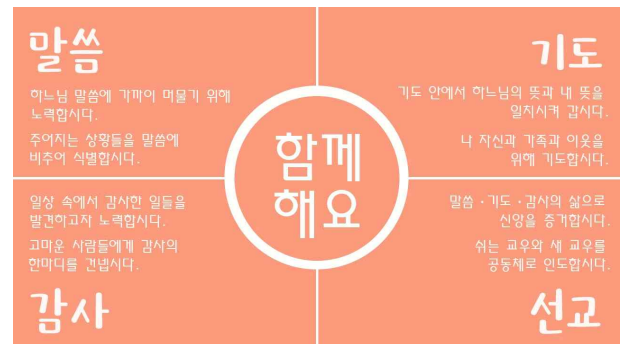 말씀
하느님 말씀에 가까이 머물기 위해
노력합시다.
주어지는 상황들을 말씀에
비추어 식별합시다.
기도
기도 안에서 하느님의 뜻과 내 뜻을
일치시켜 갑시다.
나 자신과 가족과 이웃을
위해 기도합시다.
함께
해요
일상 속에서 감사한 일들을
발견하고자 노력합시다.
고마운 사람들에게 감사의
한마디를 건넵시다.
감사
말씀·기도·감사의 삶으로
신앙을 증거합시다.
쉬는 교우와 새 교우를
공동체로 인도합시다.
선교